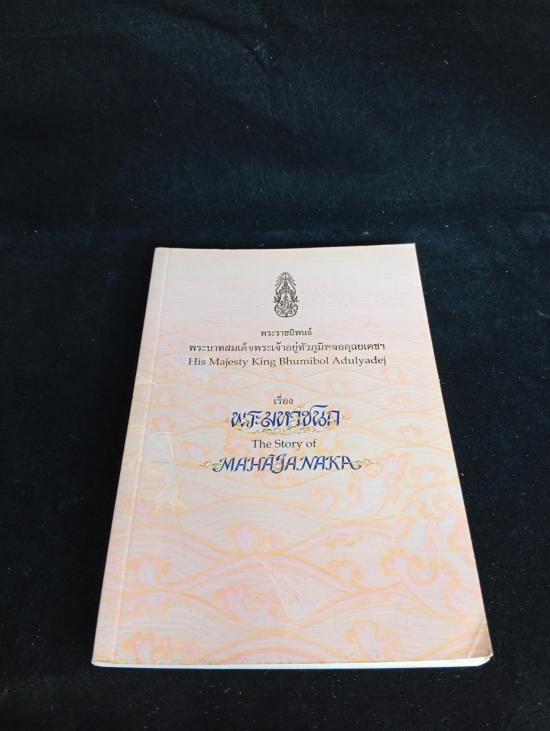 พระราชนิพนธ์
พระบาทสมเด็จพระเจ้าอยู่หัวภูมิพลอดุลยเดชฯ
His Majesty King Bhumibol Adulyadej
เรื่อง
พระมหาชนก
The Story of
MAHĀJANAKA